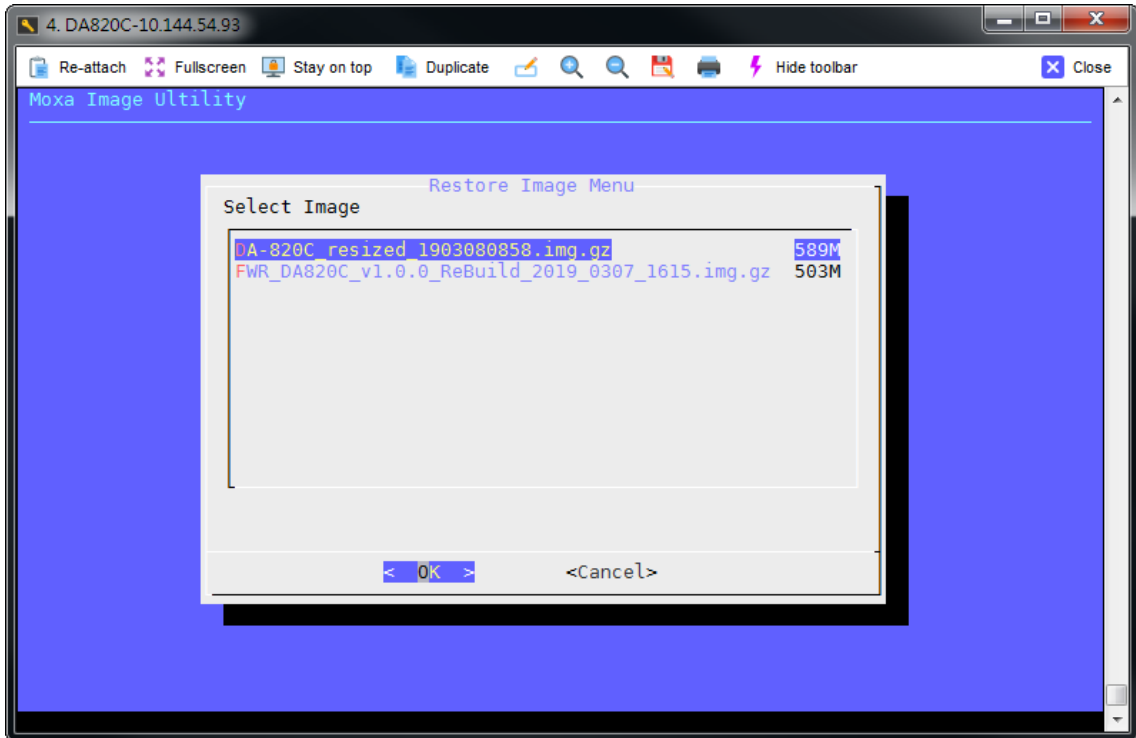 4. DA820C-10.144.54.93
Re-attach Fullscreen Stay on top Duplicate Hide toolbar Close
Moxa Image Ultility
Restore Image Menu
Select Image
DA-820C_resized_1903080858.img.gz 589M
FWR_DA820C_v1.0.0_ReBuild_2019_0307_1615.img.gz 503M
< OK > <Cancel>